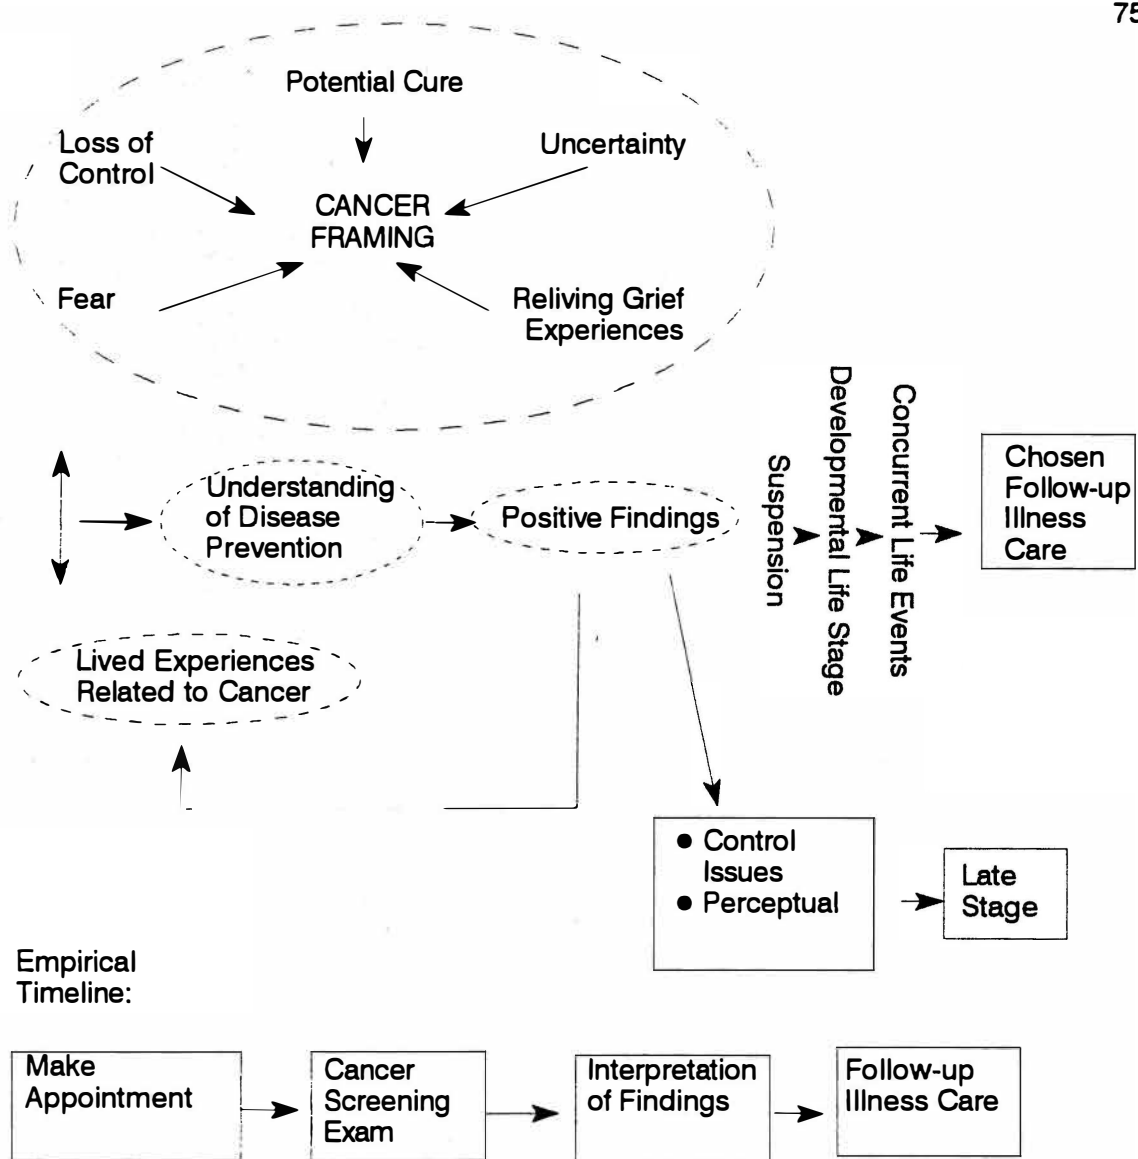 75
Potential Cure
Loss of
Control
Uncertainty
CANCER
FRAMING
Fear
Reliving Grief
Experiences
Understanding
of Disease
Prevention
Positive Findings
Suspension
Developmental Life Stage
Concurrent Life Events
Chosen
Follow-up
Illness
Care
Lived Experiences
Related to Cancer
● Control
Issues
● Perceptual
Late
Stage
Empirical
Timeline:
Make
Appointment
Cancer
Screening
Exam
Interpretation
of Findings
Follow-up
Illness Care